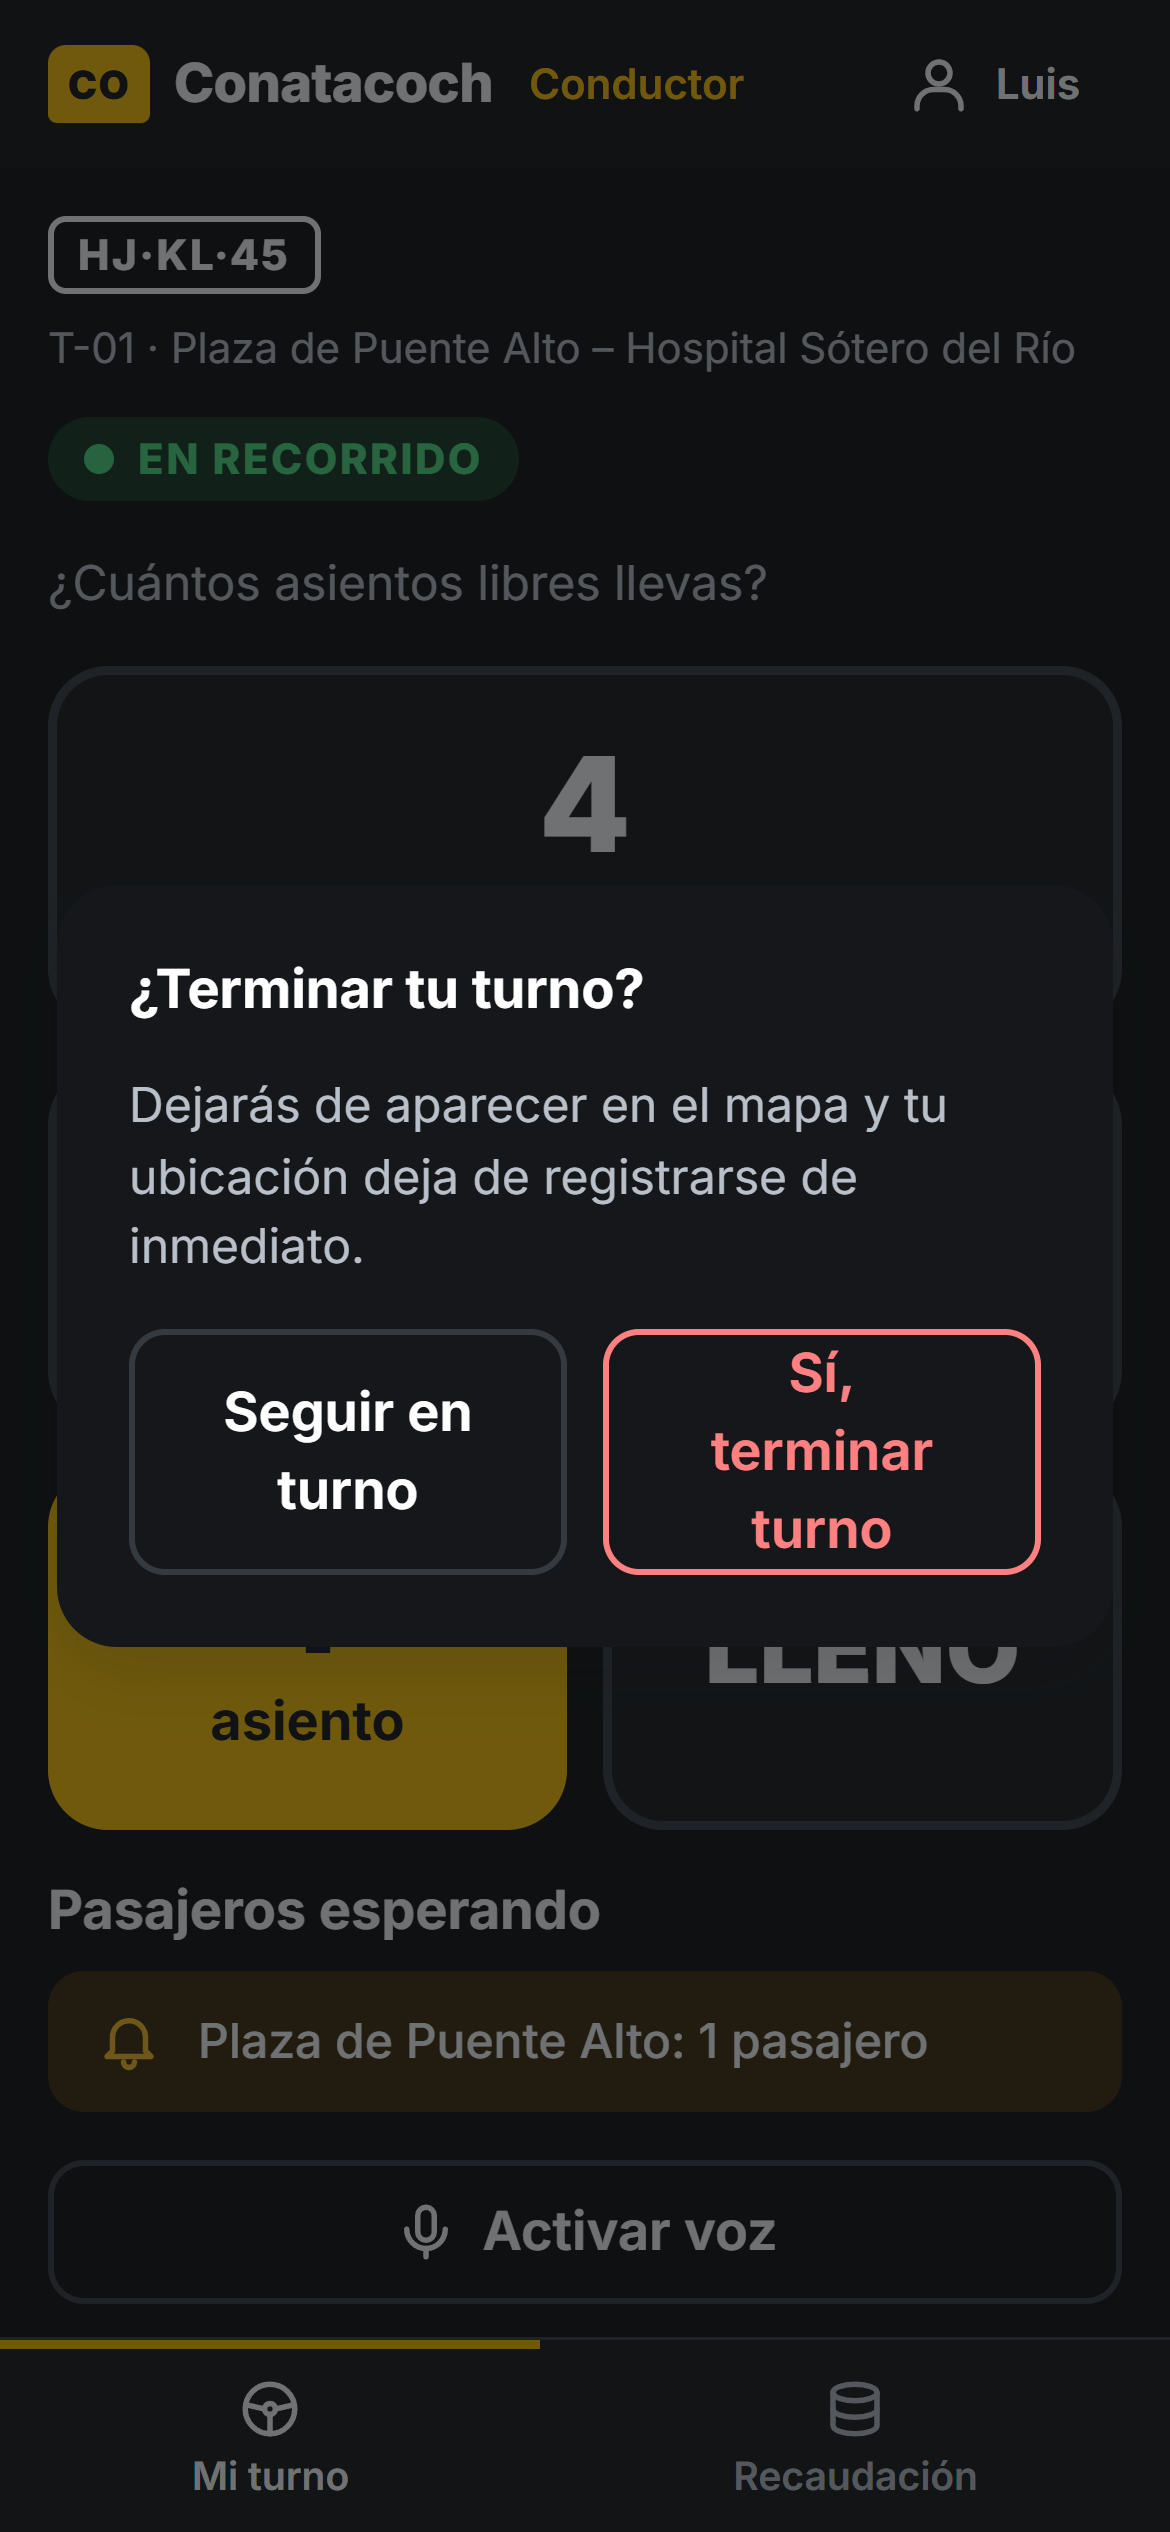 co Conatacoch Conductor Luis
HJ·KL·45
T-01 · Plaza de Puente Alto – Hospital Sótero del Río
EN RECORRIDO
¿Cuántos asientos libres llevas?
4
¿Terminar tu turno?
Dejarás de aparecer en el mapa y tu
ubicación deja de registrarse de
inmediato.
Seguir en
turno
Sí,
terminar
turno
LLENO
asiento
Pasajeros esperando
Plaza de Puente Alto: 1 pasajero
Activar voz
Mi turno
Recaudación